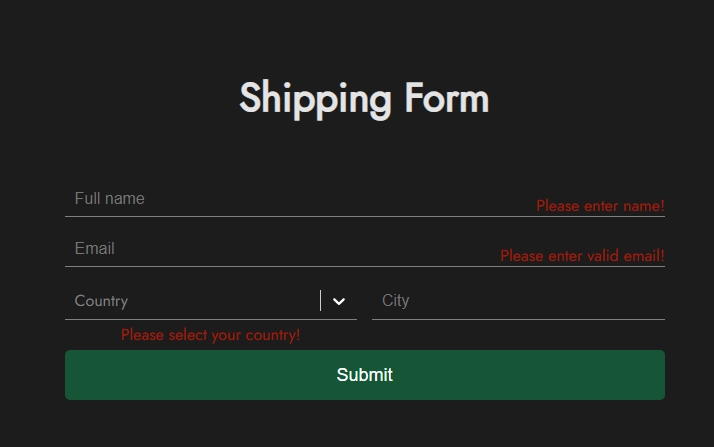 Shipping Form
Full name
Please enter name!
Email
Please enter valid email!
Country
City
Please select your country!
Submit